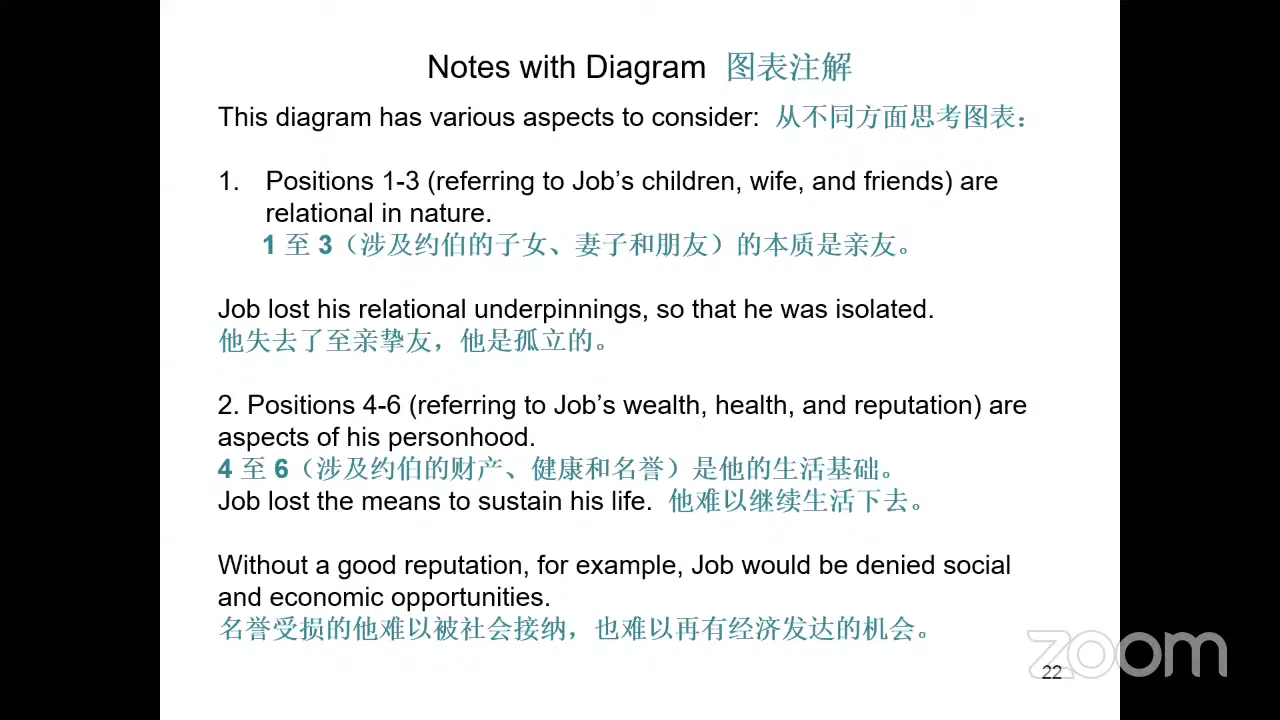 Notes with Diagram 图表注解
This diagram has various aspects to consider: 从不同方面思考图表：
1. Positions 1-3 (referring to Job’s children, wife, and friends) are
relational in nature.
1 至 3（涉及约伯的子女、妻子和朋友）的本质是亲友。
Job lost his relational underpinnings, so that he was isolated.
他失去了至亲挚友，他是孤立的。
2. Positions 4-6 (referring to Job’s wealth, health, and reputation) are
aspects of his personhood.
4 至 6（涉及约伯的财产、健康和名誉）是他的生活基础。
Job lost the means to sustain his life. 他难以继续生活下去。
Without a good reputation, for example, Job would be denied social
and economic opportunities.
名誉受损的他难以被社会接纳，也难以再有经济发达的机会。
zoom
22